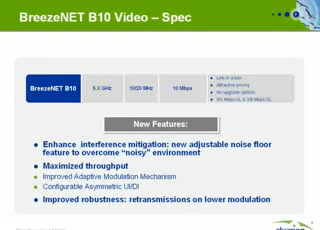 BreezeNET B10 Video – Spec
BreezeNET B10
5.X GHz
10/20 MHz
10 Mbps
Link in a box
Attractive pricing
No upgrade options
New Features:
Enhance interference mitigation: new adjustable noise floor
feature to overcome "noisy" environment
Maximized throughput
Improved Adaptive Modulation Mechanism
Configurable Asymmetric UI/DI
Improved robustness: retransmissions on lower modulation